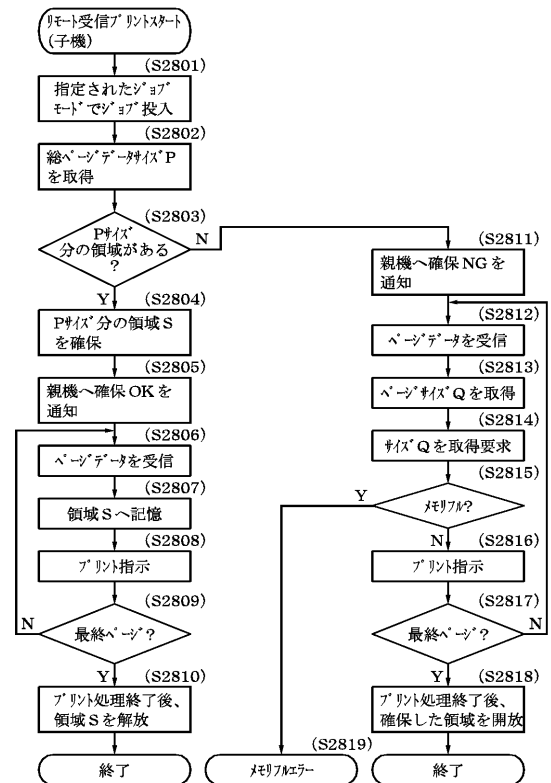 ﾘﾓｰﾄ受信ﾌﾟﾘﾝﾄｽﾀｰﾄ
(子機)
(S2801)
指定されたｼﾞｮﾌﾞ
ﾓｰﾄﾞでｼﾞｮﾌﾞ投入
(S2802)
総ﾍﾟｰｼﾞﾃﾞｰﾀｻｲｽﾞP
を取得
(S2803)
Pｻｲｽﾞ
分の領域がある
?
N
Y
(S2804)
Pｻｲｽﾞ分の領域S
を確保
(S2805)
親機へ確保OKを
通知
(S2806)
ﾍﾟｰｼﾞﾃﾞｰﾀを受信
(S2807)
領域Sへ記憶
(S2808)
ﾌﾟﾘﾝﾄ指示
(S2809)
N
最終ﾍﾟｰｼﾞ?
Y
(S2810)
ﾌﾟﾘﾝﾄ処理終了後、
領域Sを解放
終了
(S2811)
親機へ確保NGを
通知
(S2812)
ﾍﾟｰｼﾞﾃﾞｰﾀを受信
(S2813)
ﾍﾟｰｼﾞｻｲｽﾞQを取得
(S2814)
ｻｲｽﾞQを取得要求
(S2815)
Y
ﾒﾓﾘﾌﾙ?
N
(S2816)
ﾌﾟﾘﾝﾄ指示
(S2817)
最終ﾍﾟｰｼﾞ?
N
Y
(S2818)
ﾌﾟﾘﾝﾄ処理終了後、
確保した領域を開放
(S2819)
ﾒﾓﾘﾌﾙｴﾗｰ
終了